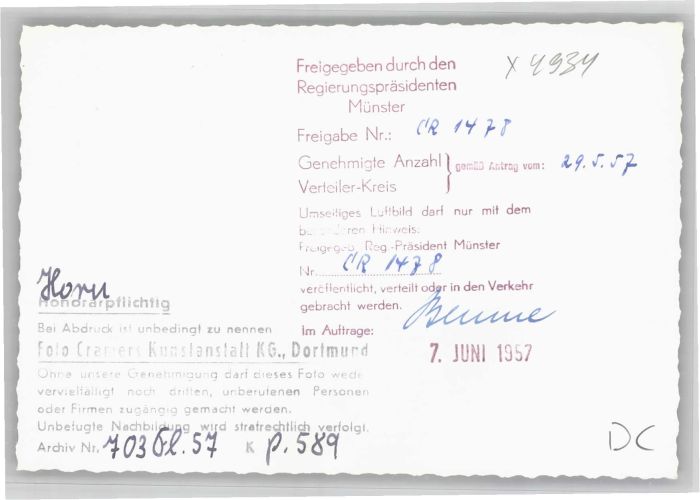 Freigegeben durch den
Regierungspräsidenten
Münster
X 4934
Freigabe Nr.: CR 1478
Genehmigte Anzahl } gemäß Antrag vom: 29.5.57
Verteiler-Kreis
Umseitiges Luftbild darf nur mit dem
besonderen Hinweis:
Freigegeb. Reg.-Präsident Münster
Nr. CR 1478
veröffentlicht, verteilt oder in den Verkehr
gebracht werden.
Im Auftrage:
7. JUNI 1957
Horn
Honorarpflichtig
Bei Abdruck ist unbedingt zu nennen
Foto Cramers Kunstanstalt KG., Dortmund
Ohne unsere Genehmigung darf dieses Foto wede
vervielfältigt noch dritten, unberufenen Personen
oder Firmen zugängig gemacht werden.
Unbefugte Nachbildung wird strafrechtlich verfolgt.
Archiv Nr. 703 Fl. 57 K p. 589
DC